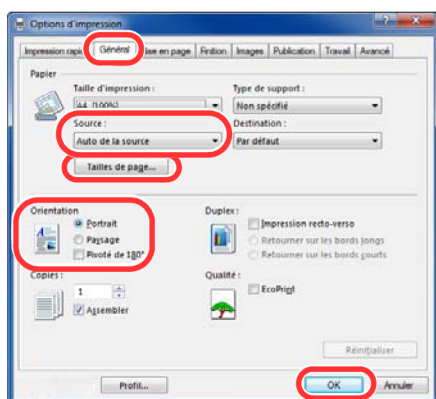 Options d'impression
Impression rapi Général ise en page Finition Images Publication Travail Avancé
Papier
Taille d'impression : Type de support :
A4 [100%] Non spécifié
Source : Destination :
Auto de la source Par défaut
Tailles de page...
Orientation Duplex :
Portrait Impression recto-verso
Paysage Retourner sur les bords longs
Pivoté de 180° Retourner sur les bords courts
Copies : Qualité :
1 EcoPrint
Assembler
Réinitialiser
Profil... OK Annuler